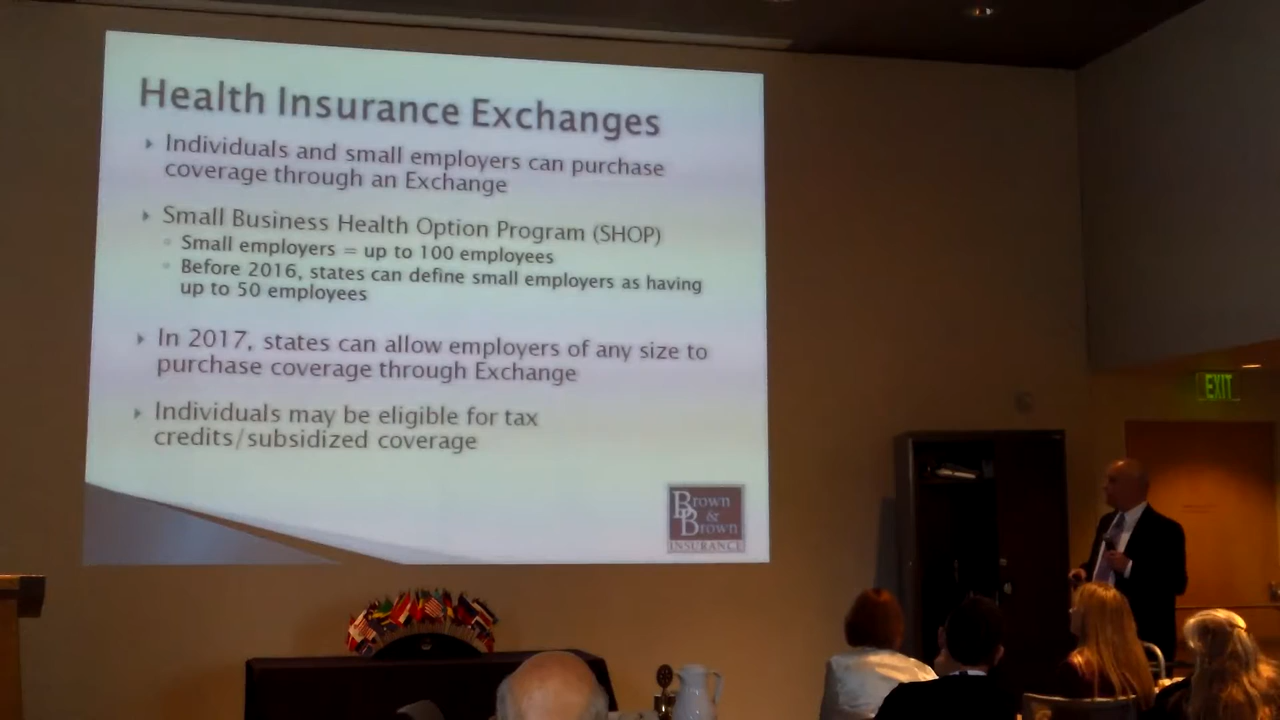 Health Insurance Exchanges
Individuals and small employers can purchase
coverage through an Exchange
Small Business Health Option Program (SHOP)
Small employers = up to 100 employees
Before 2016, states can define small employers as having
up to 50 employees
In 2017, states can allow employers of any size to
purchase coverage through Exchange
Individuals may be eligible for tax
credits/subsidized coverage
Brown
&
Brown
INSURANCE
EXIT